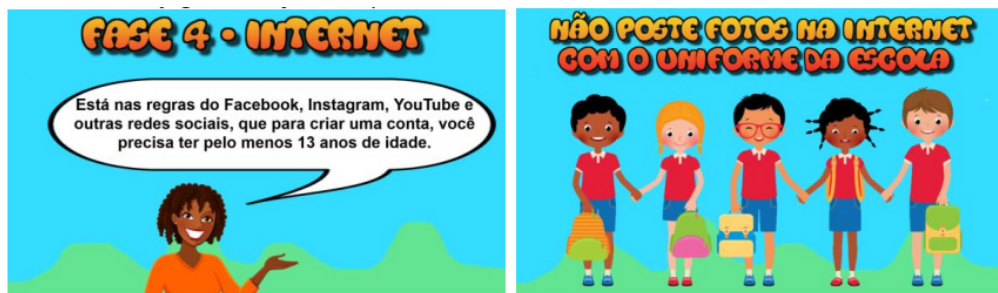 FASE 4 • INTERNET
Está nas regras do Facebook, Instagram, YouTube e
outras redes sociais, que para criar uma conta, você
precisa ter pelo menos 13 anos de idade.
NÃO POSTE FOTOS NA INTERNET
COM O UNIFORME DA ESCOLA